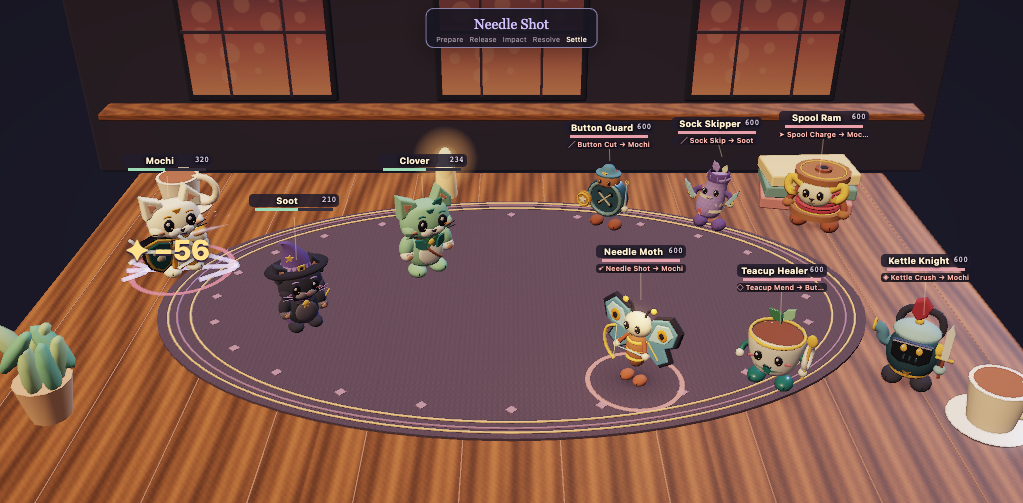 Needle Shot
Prepare Release Impact Resolve Settle
Mochi 320
Soot 210
Clover 234
Button Guard 600
Button Cut → Mochi
Sock Skipper 600
Sock Skip → Soot
Spool Ram 600
Spool Charge → Moc...
Needle Moth 600
Needle Shot → Mochi
Teacup Healer 600
Teacup Mend → But...
Kettle Knight 600
Kettle Crush → Mochi
-56